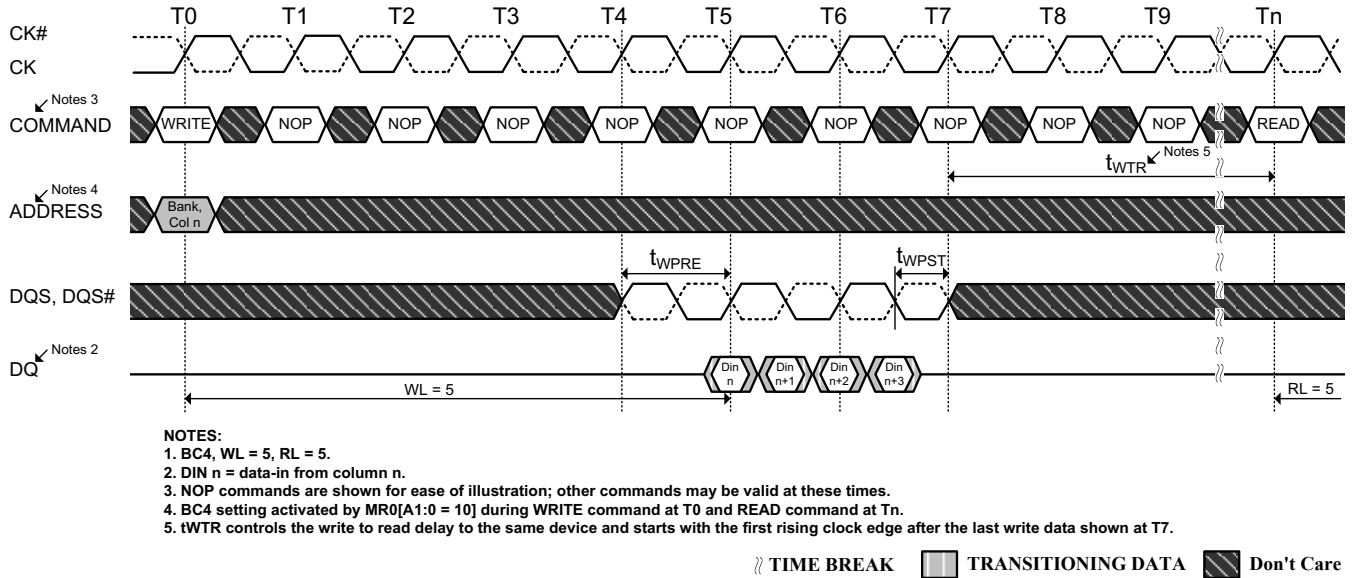 T0 T1 T2 T3 T4 T5 T6 T7 T8 T9 Tn
CK#
CK
Notes 3
COMMAND WRITE NOP NOP NOP NOP NOP NOP NOP NOP NOP READ
tWTR Notes 5
Notes 4
ADDRESS Bank, Col n
tWPRE tWPST
DQS, DQS#
Notes 2
DQ Din n Din n+1 Din n+2 Din n+3
WL = 5 RL = 5
NOTES:
1. BC4, WL = 5, RL = 5.
2. DIN n = data-in from column n.
3. NOP commands are shown for ease of illustration; other commands may be valid at these times.
4. BC4 setting activated by MR0[A1:0 = 10] during WRITE command at T0 and READ command at Tn.
5. tWTR controls the write to read delay to the same device and starts with the first rising clock edge after the last write data shown at T7.
TIME BREAK TRANSITIONING DATA Don't Care